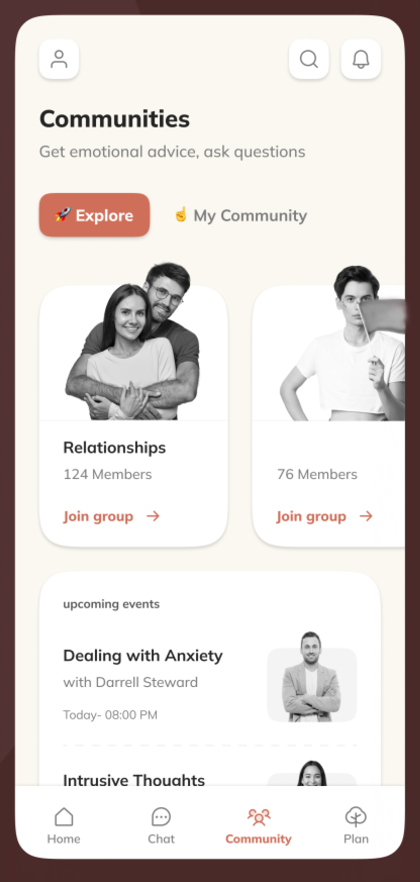 Communities
Get emotional advice, ask questions
🚀 Explore
☝️ My Community
Relationships
124 Members
Join group →
76 Members
Join group →
upcoming events
Dealing with Anxiety
with Darrell Steward
Today- 08:00 PM
Intrusive Thoughts
Home
Chat
Community
Plan